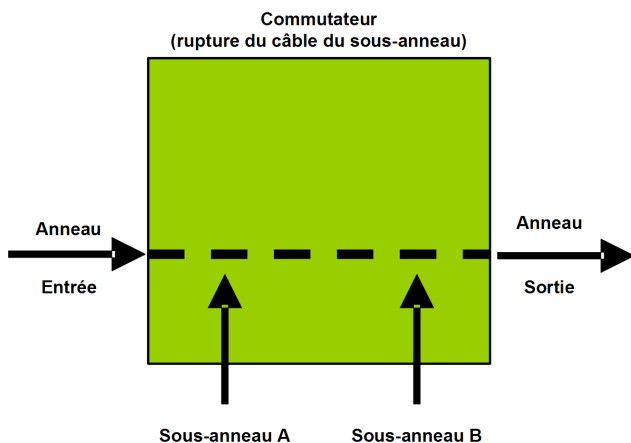 Commutateur
(rupture du câble du sous-anneau)
Anneau
Entrée
Anneau
Sortie
Sous-anneau A
Sous-anneau B